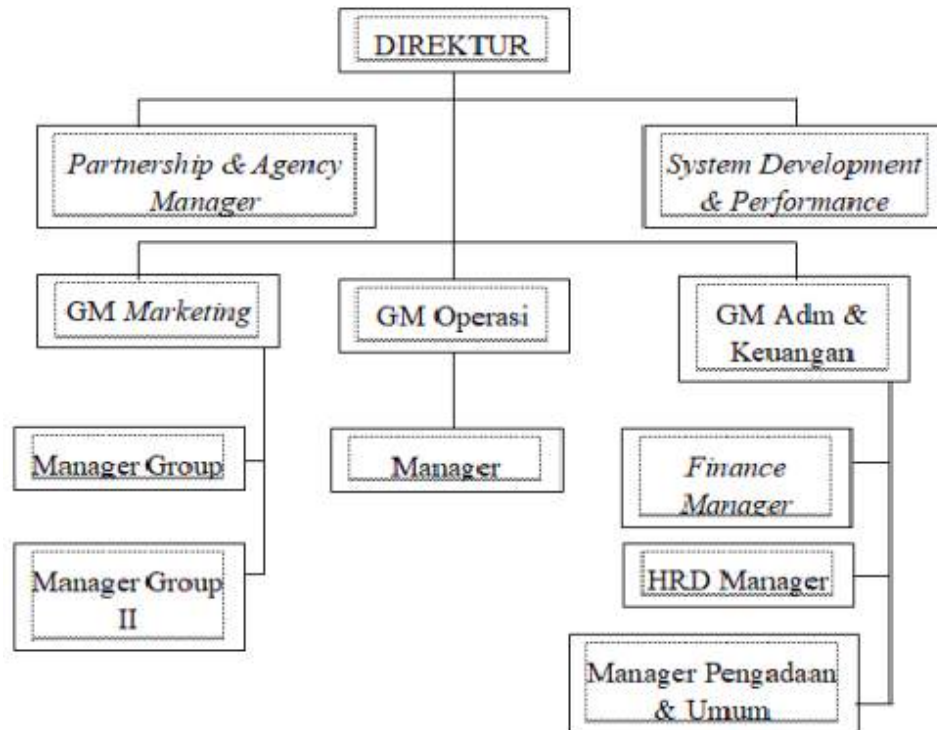 DIREKTUR
Partnership & Agency
Manager
System Development
& Performance
GM Marketing
GM Operasi
GM Adm &
Keuangan
Manager Group
Manager
Finance
Manager
Manager Group
II
HRD Manager
Manager Pengadaan
& Umum